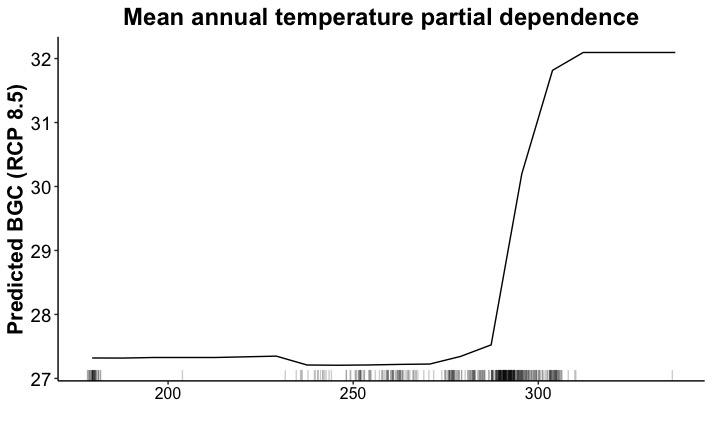 Mean annual temperature partial dependence
Predicted BGC (RCP 8.5)
32
31
30
29
28
27
200 250 300